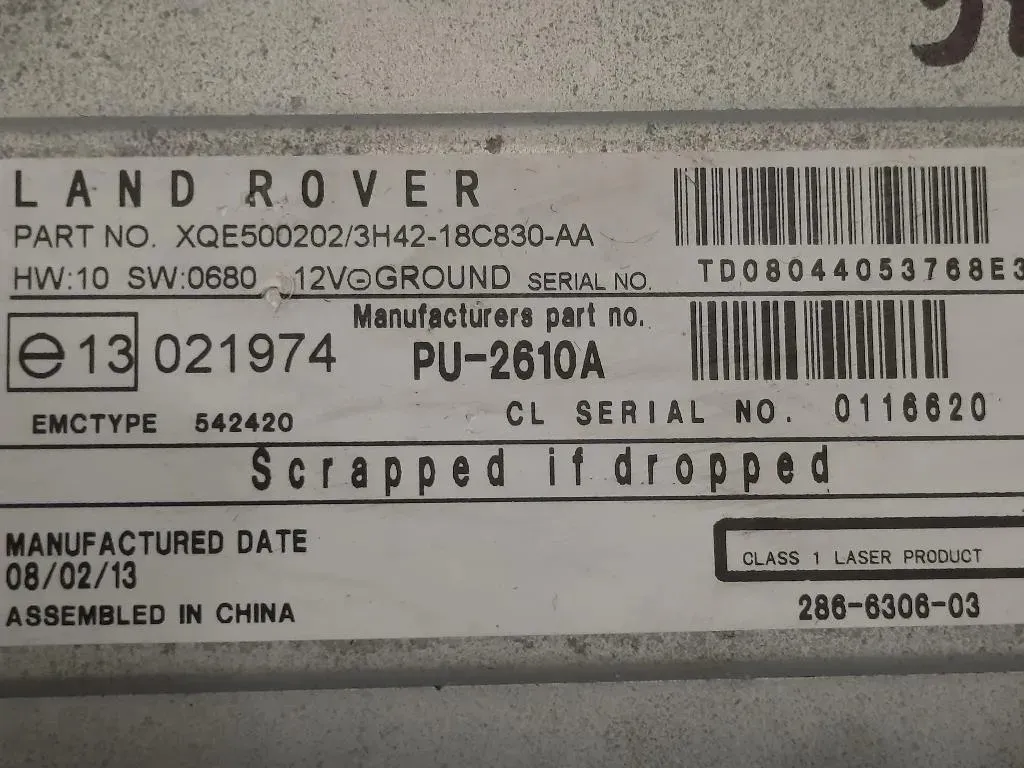 LAND ROVER
PART NO. XQE500202/3H42-18C830-AA
HW:10 SW:0680 12V⊖GROUND SERIAL NO. TD08044053768E3
e13 021974
Manufacturers part no.
PU-2610A
EMCTYPE 542420
CL SERIAL NO. 0116620
Scrapped if dropped
MANUFACTURED DATE
08/02/13
ASSEMBLED IN CHINA
CLASS 1 LASER PRODUCT
286-6306-03